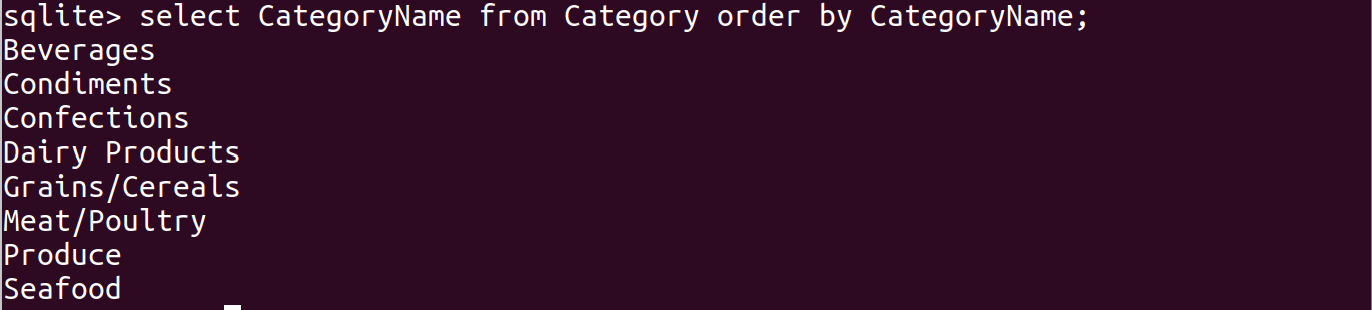 sqlite> select CategoryName from Category order by CategoryName;
Beverages
Condiments
Confections
Dairy Products
Grains/Cereals
Meat/Poultry
Produce
Seafood